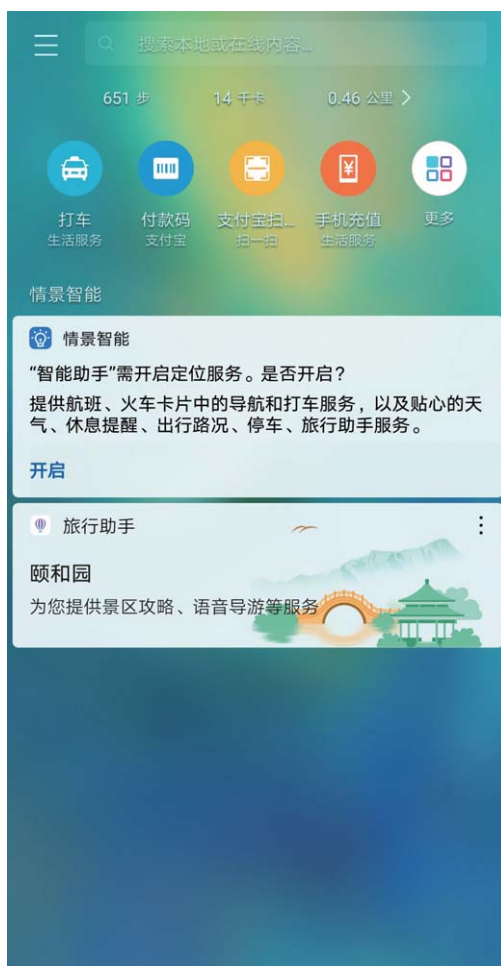 搜索本地或在线内容...
651 步 14 千卡 0.46 公里
打车 付款码 支付宝扫... 手机充值 更多
生活服务 支付宝 扫一扫 生活服务
情景智能
情景智能
“智能助手”需开启定位服务。是否开启?
提供航班、火车卡片中的导航和打车服务，以及贴心的天
气、休息提醒、出行路况、停车、旅行助手服务。
开启
旅行助手
颐和园
为您提供景区攻略、语音导游等服务